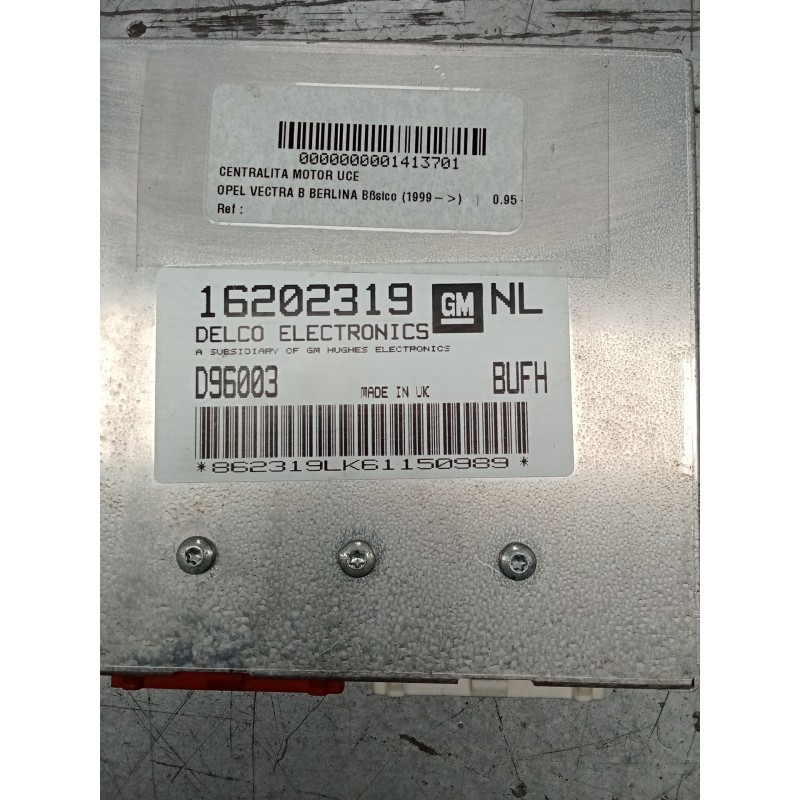 0000000001413701
CENTRALITA MOTOR UCE
OPEL VECTRA B BERLINA Bßsico (1999->) | 0.95
Ref :
16202319 GM NL
DELCO ELECTRONICS
A SUBSIDIARY OF GM HUGHES ELECTRONICS
D96003 MADE IN UK BUFH
*862319LK61150989*